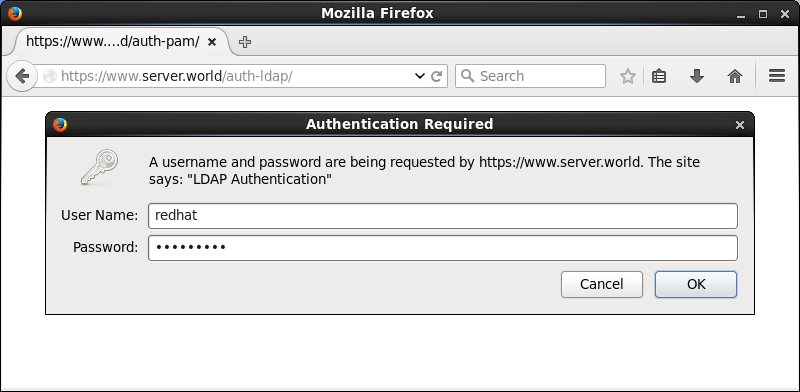 Mozilla Firefox
https://www....d/auth-pam/
https://www.server.world/auth-ldap/
Search
Authentication Required
A username and password are being requested by https://www.server.world. The site
says: "LDAP Authentication"
User Name: redhat
Password: •••••••••
Cancel OK